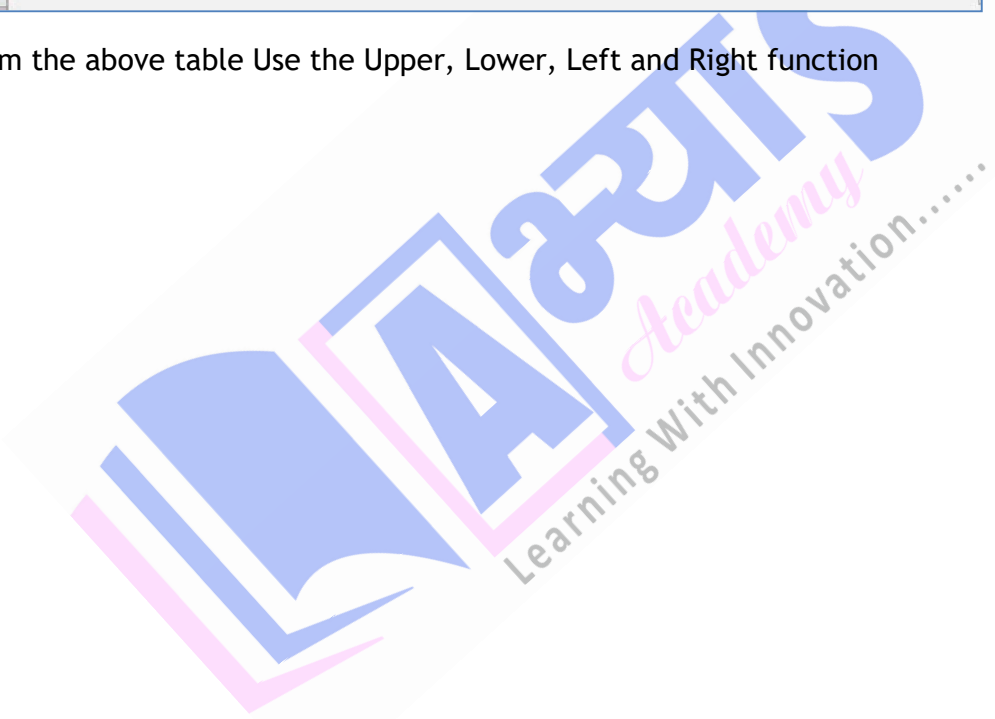 m the above table Use the Upper, Lower, Left and Right function
A भ्यास
Academy
Learning With Innovation......